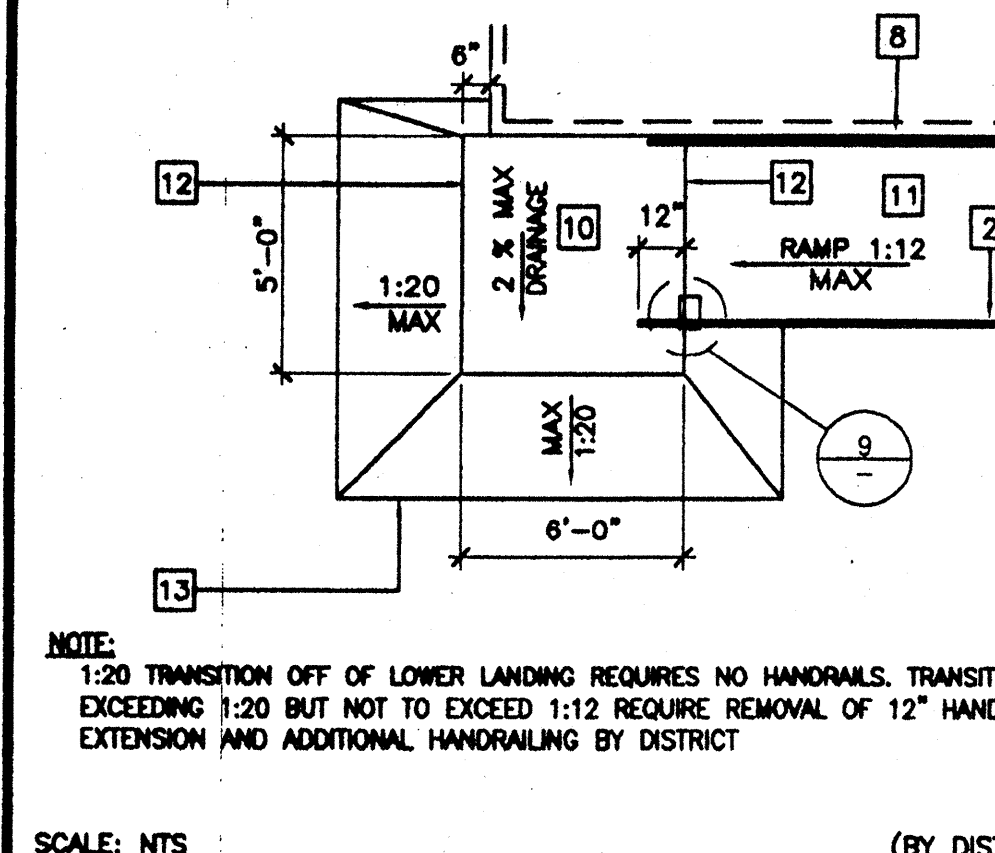 8
6"
12
12
11
2
10
12"
2 % MAX
DRAINAGE
5'-0"
RAMP 1:12
MAX
1:20
MAX
MAX
1:20
9
–
6'-0"
13
NOTE:
1:20 TRANSITION OFF OF LOWER LANDING REQUIRES NO HANDRAILS. TRANSIT
EXCEEDING 1:20 BUT NOT TO EXCEED 1:12 REQUIRE REMOVAL OF 12" HAND
EXTENSION AND ADDITIONAL HANDRAILING BY DISTRICT
SCALE: NTS
(BY DIST